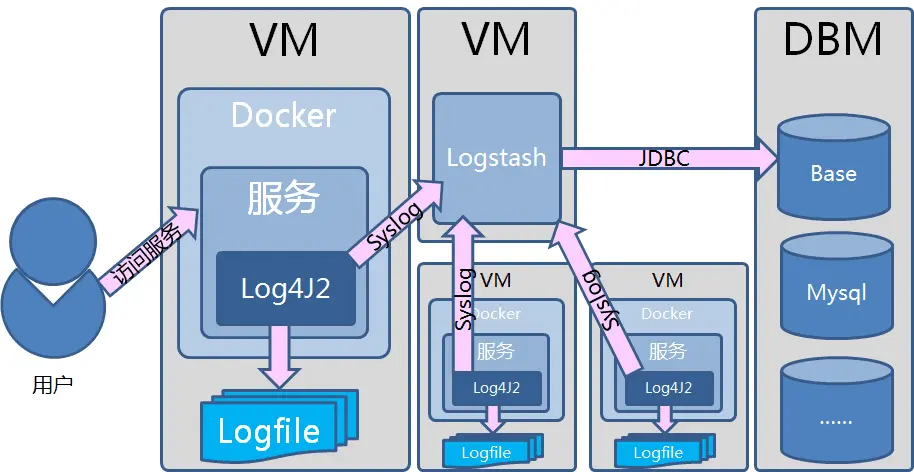 VM
Docker
服务
Log4J2
Logfile
访问服务
用户
VM
Logstash
Syslog
JDBC
VM
Docker
服务
Log4J2
Logfile
Syslog
VM
Docker
服务
Log4J2
Logfile
Syslog
DBM
Base
Mysql
......